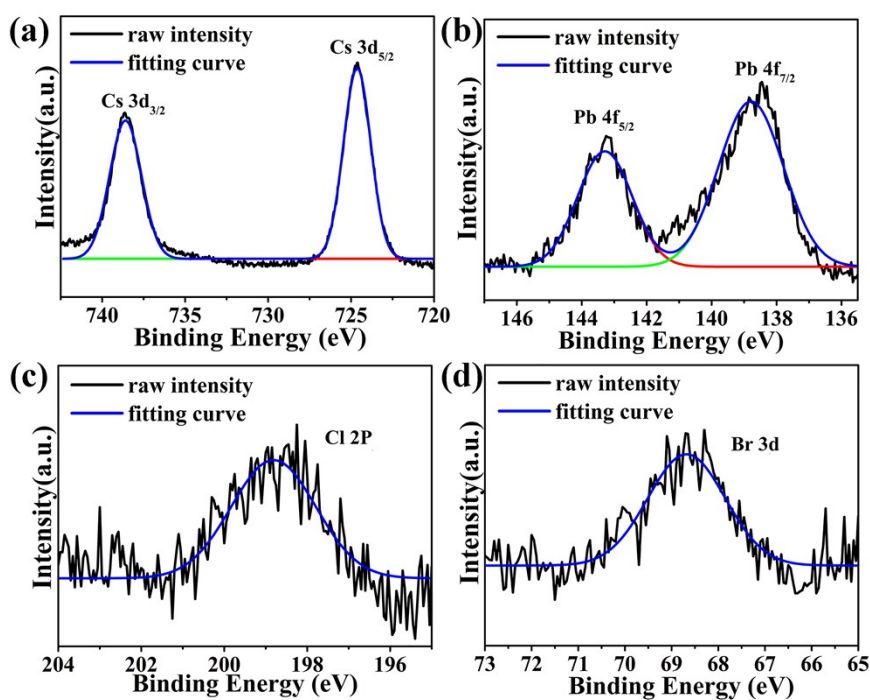 (a)
raw intensity
fitting curve
Cs 3d5/2
Cs 3d3/2
Intensity(a.u.)
740 735 730 725 720
Binding Energy (eV)
(b)
raw intensity
fitting curve
Pb 4f7/2
Pb 4f5/2
Intensity(a.u.)
146 144 142 140 138 136
Binding Energy (eV)
(c)
raw intensity
fitting curve
Cl 2P
Intensity(a.u.)
204 202 200 198 196
Binding Energy (eV)
(d)
raw intensity
fitting curve
Br 3d
Intensity(a.u.)
73 72 71 70 69 68 67 66 65
Binding Energy (eV)